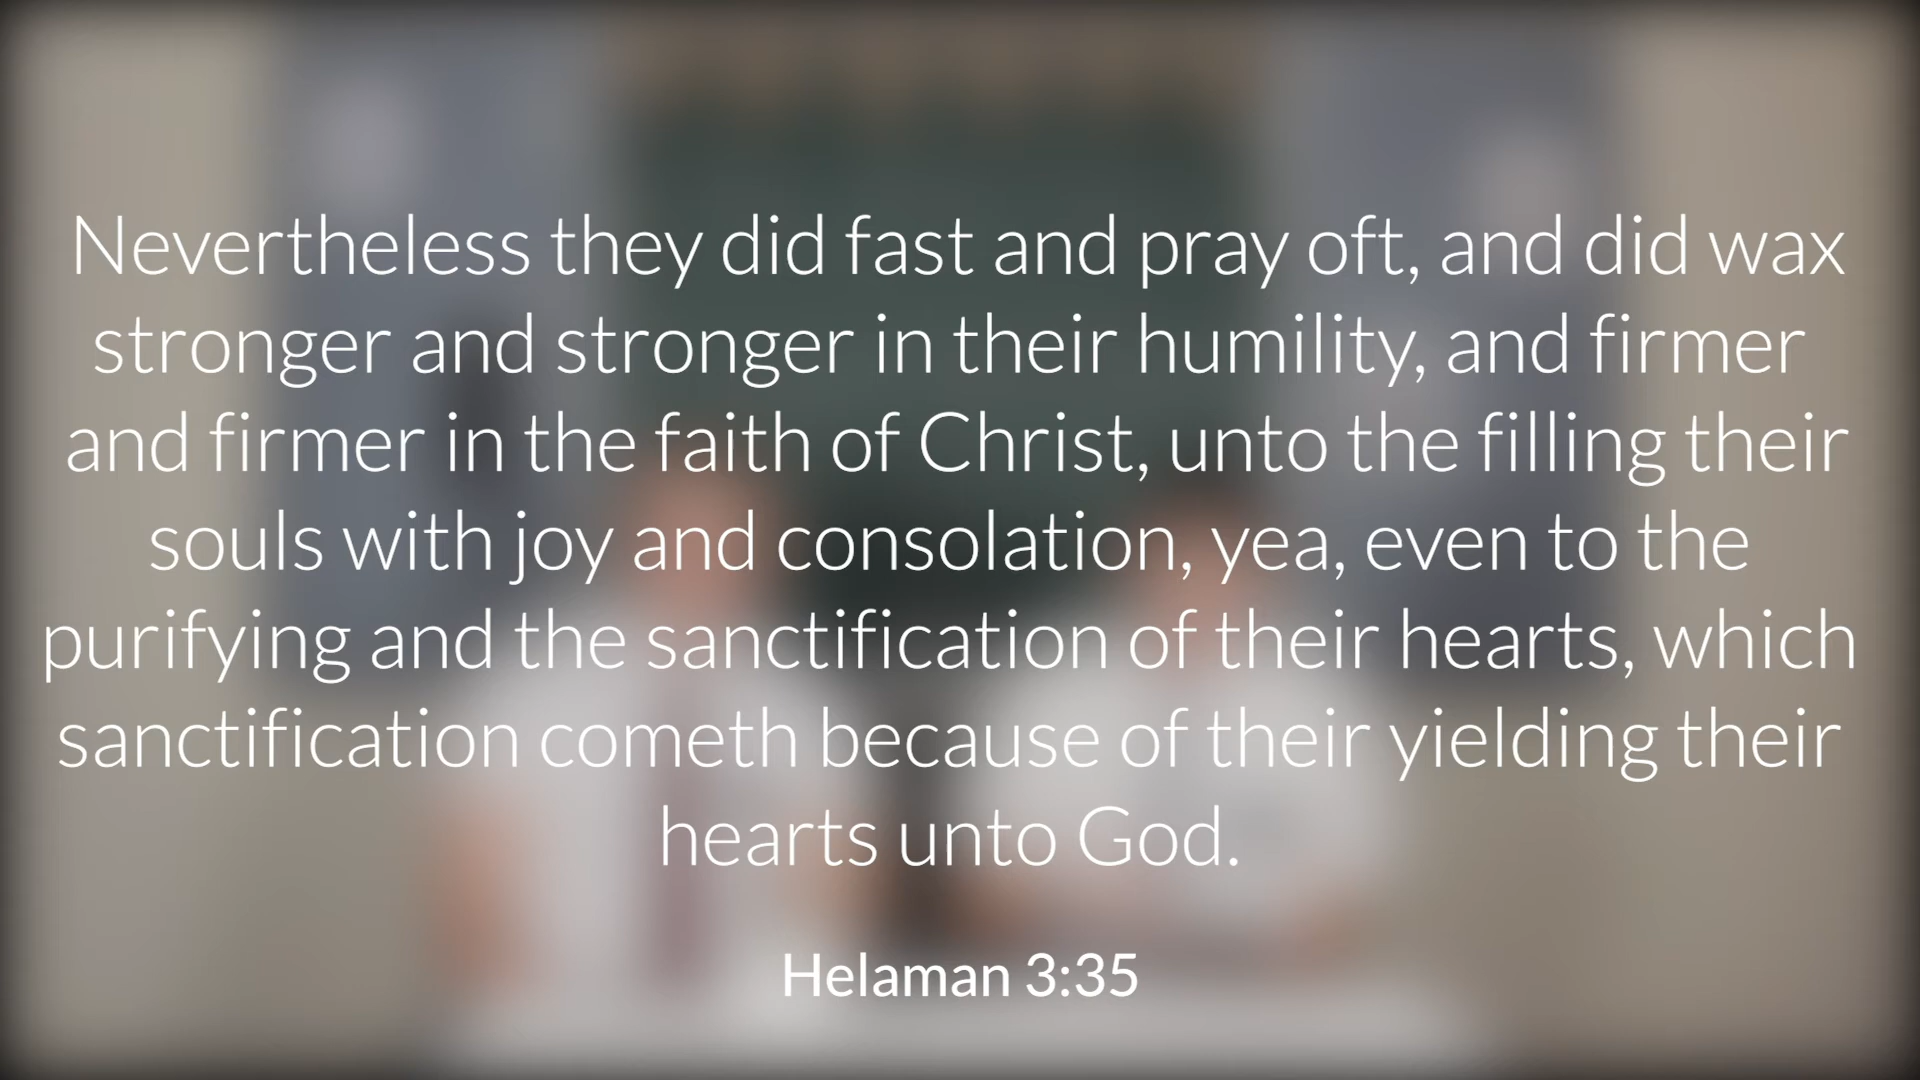 Nevertheless they did fast and pray oft, and did wax
stronger and stronger in their humility, and firmer
and firmer in the faith of Christ, unto the filling their
souls with joy and consolation, yea, even to the
purifying and the sanctification of their hearts, which
sanctification cometh because of their yielding their
hearts unto God.
Helaman 3:35